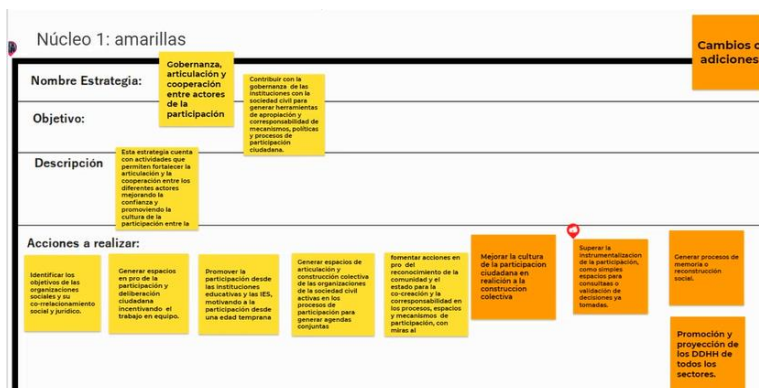 Núcleo 1: amarillas
Cambios o
adiciones
Nombre Estrategia:
Gobernanza,
articulación y
cooperación
entre actores
de la
participación
Objetivo:
Contribuir con la
gobernanza de las
instituciones con la
sociedad civil para
generar herramientas
de apropiación y
corresponsabilidad de
mecanismos, políticas
y procesos de
participación
ciudadana.
Descripción
Esta estrategia cuenta
con actividades que
permiten fortalecer la
articulación y la
cooperación entre los
diferentes actores
mejorando la
confianza y
promoviendo la
cultura de la
participación entre la
Acciones a realizar:
Identificar los
objetivos de las
organizaciones
sociales y su
co-relacionamiento
social y jurídico.
Generar espacios
en pro de la
participación y
deliberación
ciudadana
incentivando el
trabajo en equipo.
Promover la
participación desde
las instituciones
educativas y las IES,
motivando a la
participación desde
una edad temprana
Generar espacios de
articulación y
construcción colectiva
de las organizaciones
de la sociedad civil
activas en los
procesos de
participación para
generar agendas
conjuntas
fomentar acciones en
pro del
reconocimiento de la
comunidad y el
estado para la
co-creación y la
corresponsabilidad en
los procesos, espacios
y mecanismos de
participación, con
miras al
Mejorar la cultura
de la participacion
ciudadana en
realición a la
construccion
colectiva
Superar la
instrumentalizacion
de la participación,
como simples
espacios para
consultaas o
validación de
decisiones ya
tomadas.
Generar procesos de
memoria o
reconstrucción
social.
Promoción y
proyección de
los DDHH de
todos los
sectores.